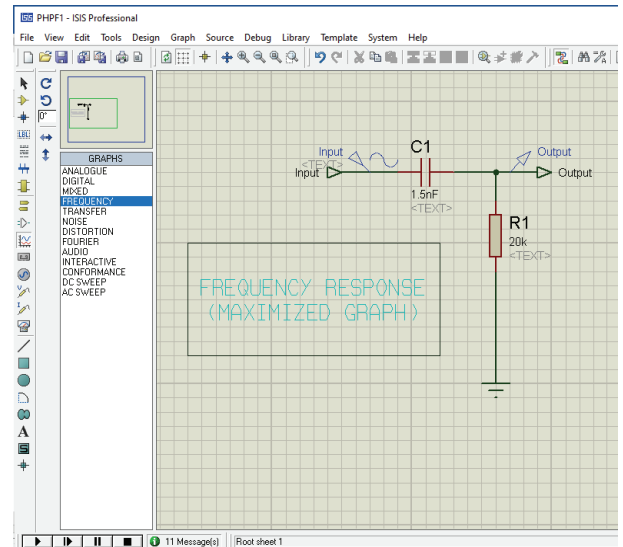 PHPF1 - ISIS Professional
File View Edit Tools Design Graph Source Debug Library Template System Help
LBL
0°
GRAPHS
ANALOGUE
DIGITAL
MIXED
FREQUENCY
TRANSFER
NOISE
DISTORTION
FOURIER
AUDIO
INTERACTIVE
CONFORMANCE
DC SWEEP
AC SWEEP
A
S
Input
<TEXT>
Input
C1
1.5nF
<TEXT>
Output
Output
R1
20k
<TEXT>
FREQUENCY RESPONSE
(MAXIMIZED GRAPH)
11 Message(s)
Root sheet 1